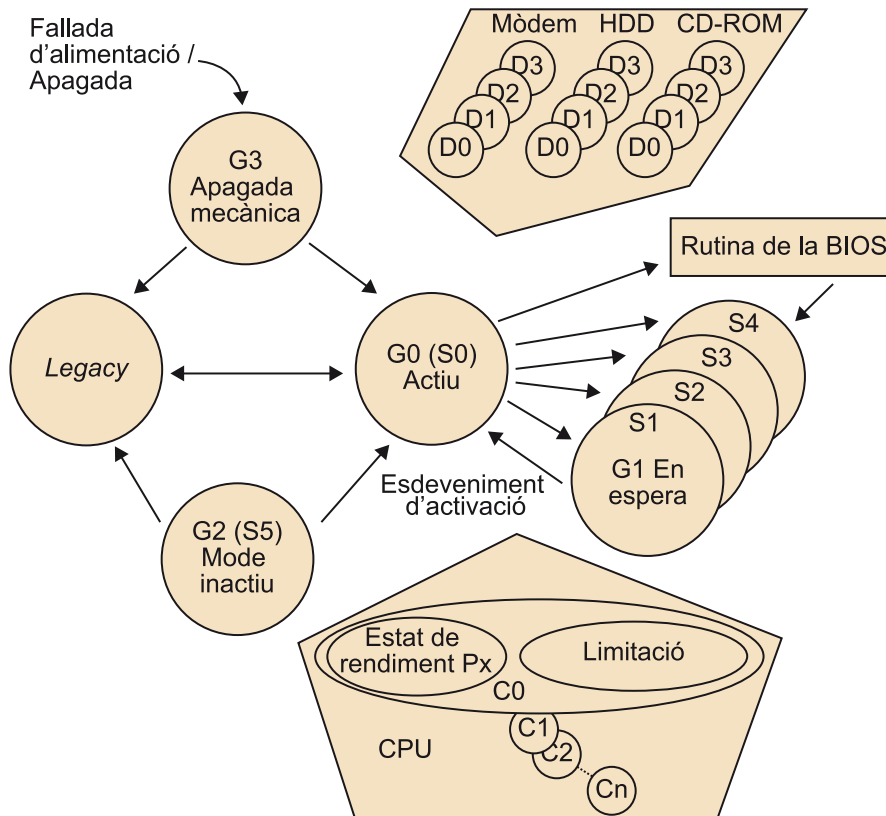 Fallada
d’alimentació /
Apagada
Mòdem HDD CD-ROM
D3 D3 D3
D2 D2 D2
D1 D1 D1
D0 D0 D0
G3
Apagada
mecànica
Rutina de la BIOS
Legacy
G0 (S0)
Actiu
S4
S3
S2
S1
G1 En
espera
Esdeveniment
d’activació
G2 (S5)
Mode
inactiu
Estat de
rendiment Px
Limitació
C0
CPU
C1
C2
Cn